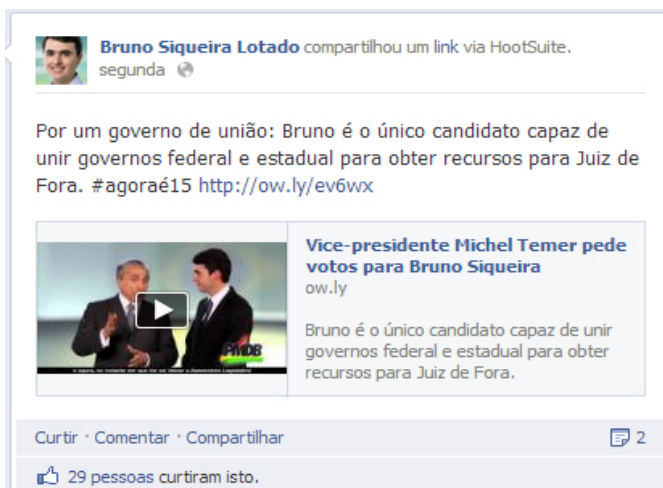 Bruno Siqueira Lotado compartilhou um link via HootSuite.
segunda
Por um governo de união: Bruno é o único candidato capaz de
unir governos federal e estadual para obter recursos para Juiz de
Fora. #agoraé15 http://ow.ly/ev6wx
Vice-presidente Michel Temer pede
votos para Bruno Siqueira
ow.ly
Bruno é o único candidato capaz de unir
governos federal e estadual para obter
recursos para Juiz de Fora.
PMDB
Curtir · Comentar · Compartilhar
2
29 pessoas curtiram isto.